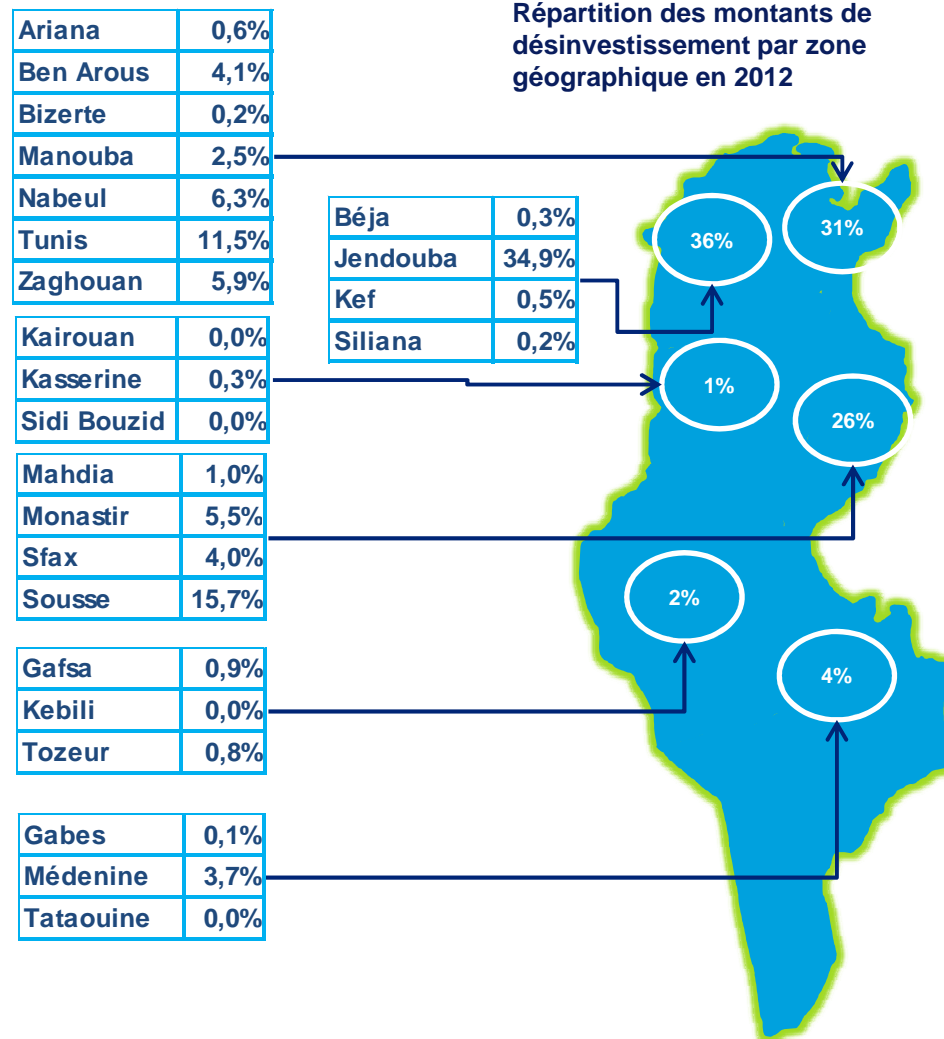 Répartition des montants de
désinvestissement par zone
géographique en 2012
Ariana 0,6%
Ben Arous 4,1%
Bizerte 0,2%
Manouba 2,5%
Nabeul 6,3%
Tunis 11,5%
Zaghouan 5,9%
Béja 0,3%
Jendouba 34,9%
Kef 0,5%
Siliana 0,2%
36%
31%
Kairouan 0,0%
Kasserine 0,3%
Sidi Bouzid 0,0%
1%
26%
Mahdia 1,0%
Monastir 5,5%
Sfax 4,0%
Sousse 15,7%
2%
Gafsa 0,9%
Kebili 0,0%
Tozeur 0,8%
4%
Gabes 0,1%
Médenine 3,7%
Tataouine 0,0%